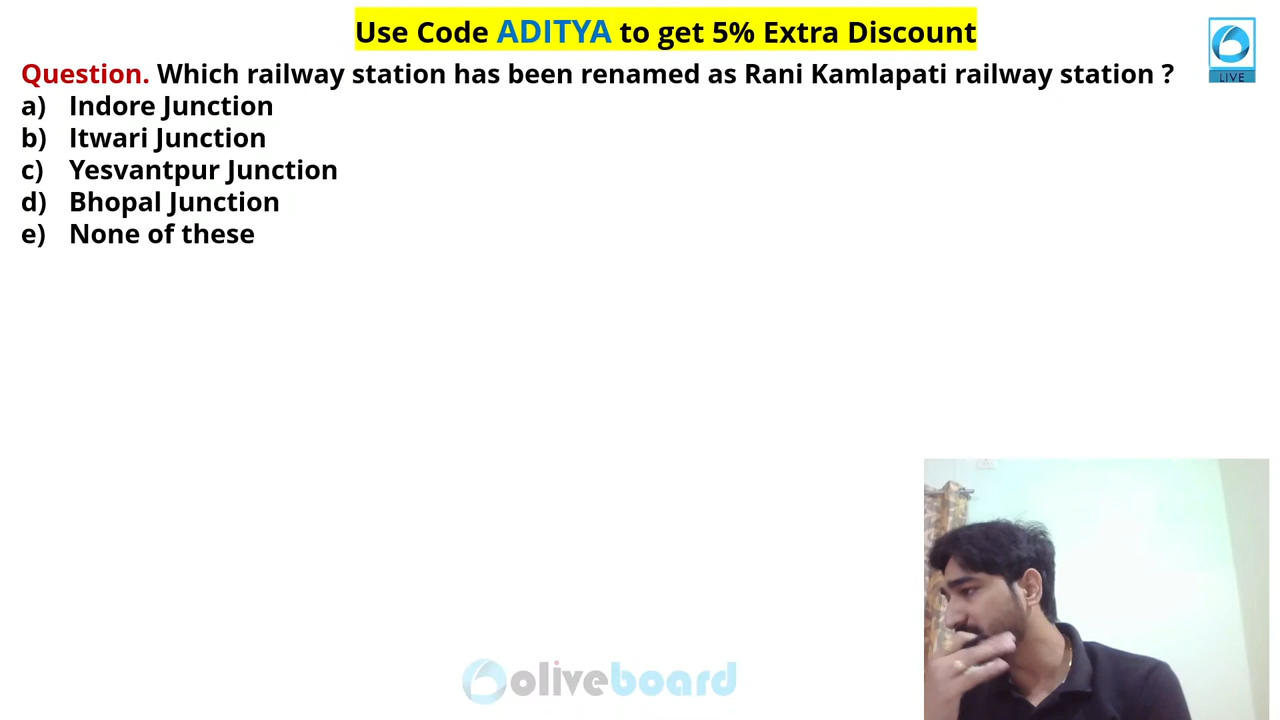 Use Code ADITYA to get 5% Extra Discount
Question. Which railway station has been renamed as Rani Kamlapati railway station ?
a) Indore Junction
b) Itwari Junction
c) Yesvantpur Junction
d) Bhopal Junction
e) None of these
LIVE
oliveboard